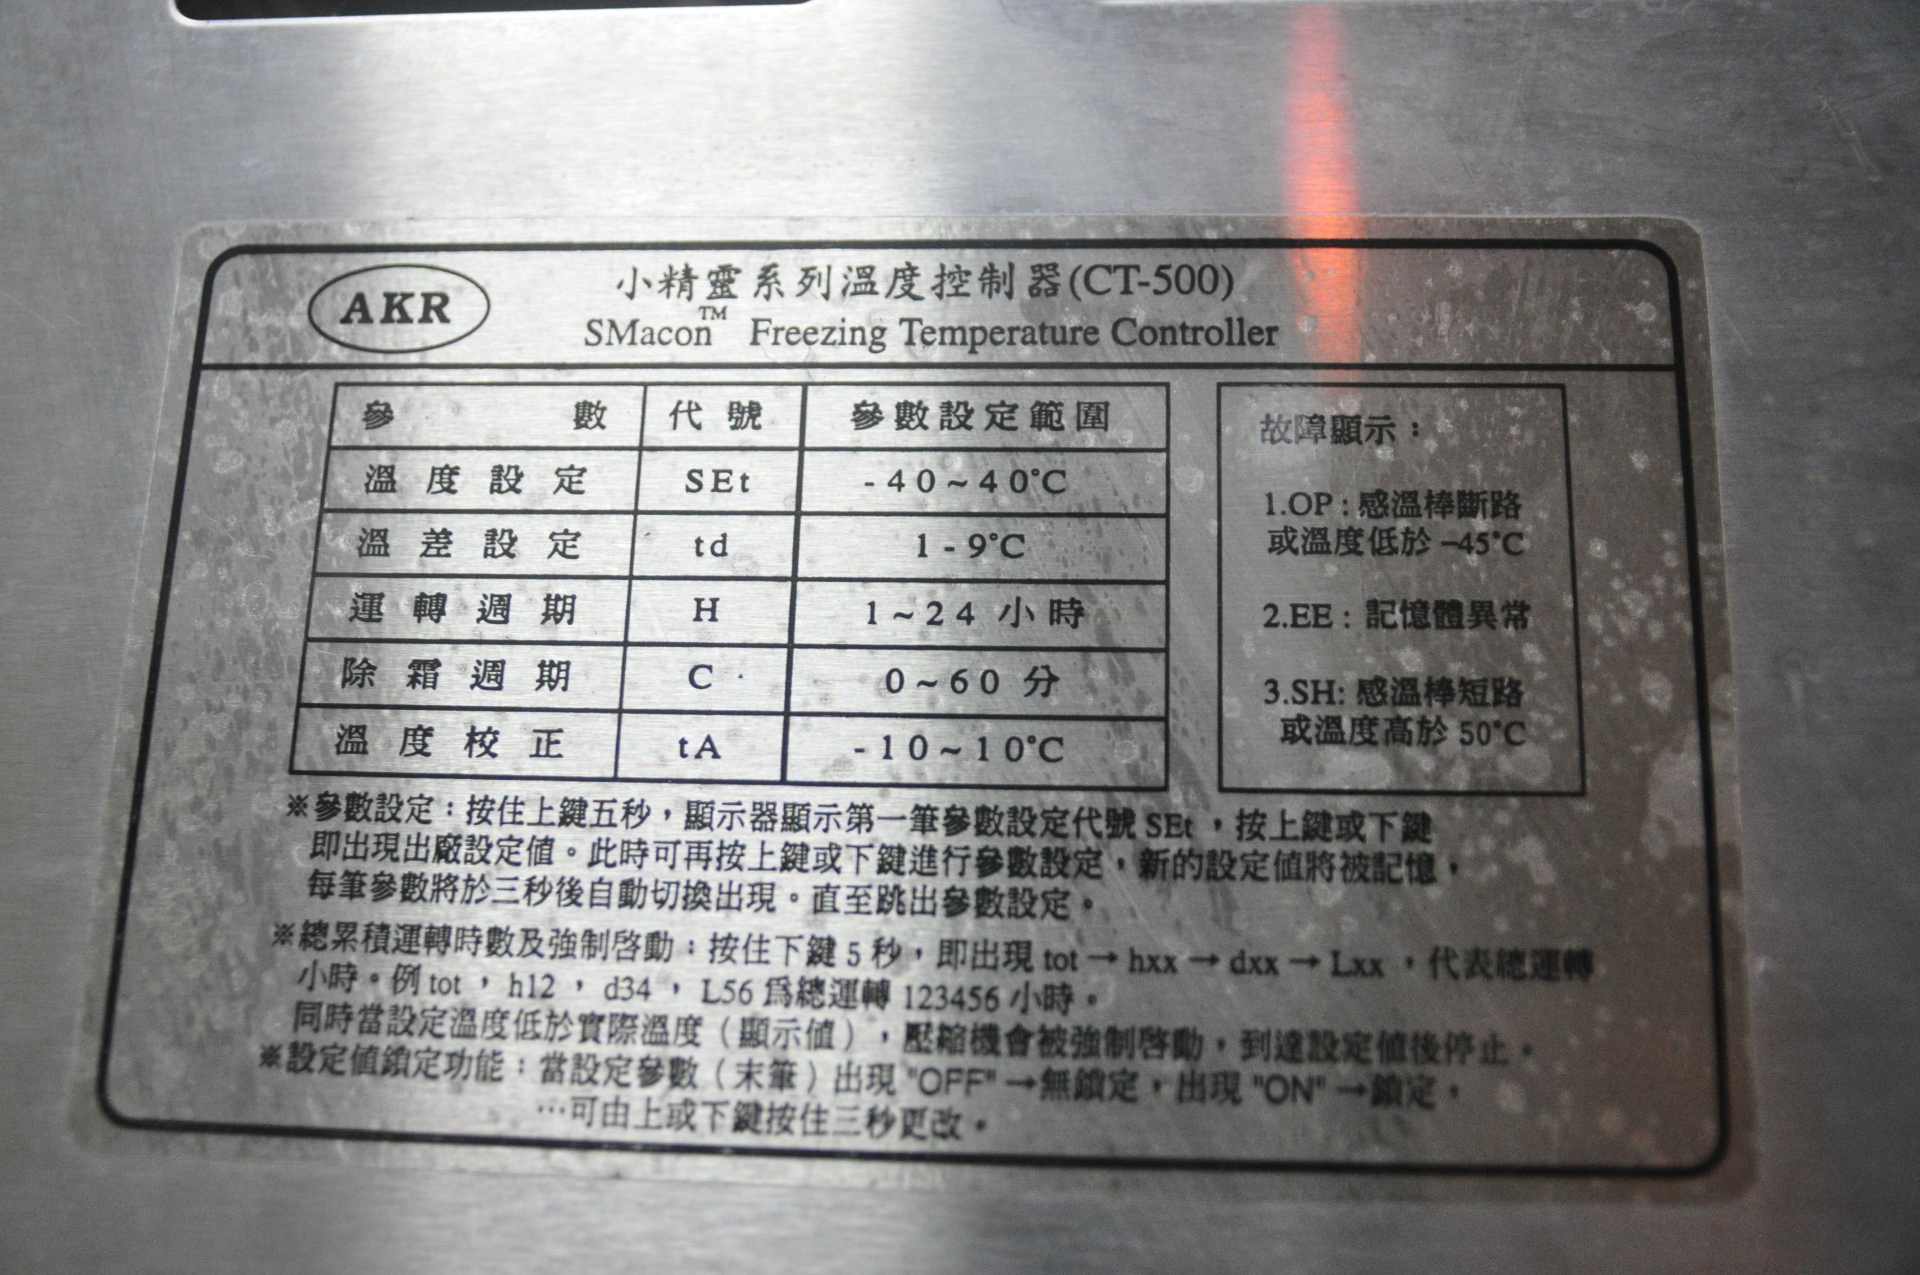 AKR
小精靈系列溫度控制器(CT-500)
SMacon™ Freezing Temperature Controller
參數 代號 參數設定範圍
溫度設定 SEt -40~40°C
溫差設定 td 1-9°C
運轉週期 H 1~24 小時
除霜週期 C 0~60 分
溫度校正 tA -10~10°C
故障顯示：
1.OP : 感溫棒斷路
或溫度低於 -45°C
2.EE : 記憶體異常
3.SH: 感溫棒短路
或溫度高於 50°C
※參數設定：按住上鍵五秒，顯示器顯示第一筆參數設定代號 SEt ，按上鍵或下鍵
即出現出廠設定值。此時可再按上鍵或下鍵進行參數設定，新的設定值將被記憶，
每筆參數將於三秒後自動切換出現。直至跳出參數設定。
※總累積運轉時數及強制啓動：按住下鍵 5 秒，即出現 tot → hxx → dxx → Lxx ，代表總運轉
小時。例 tot ， h12 ， d34 ， L56 爲總運轉 123456 小時。
同時當設定溫度低於實際溫度（顯示值），壓縮機會被強制啓動，到達設定值後停止。
※設定值鎖定功能：當設定參數（末筆）出現 "OFF" →無鎖定，出現 "ON" →鎖定，
…可由上或下鍵按住三秒更改。